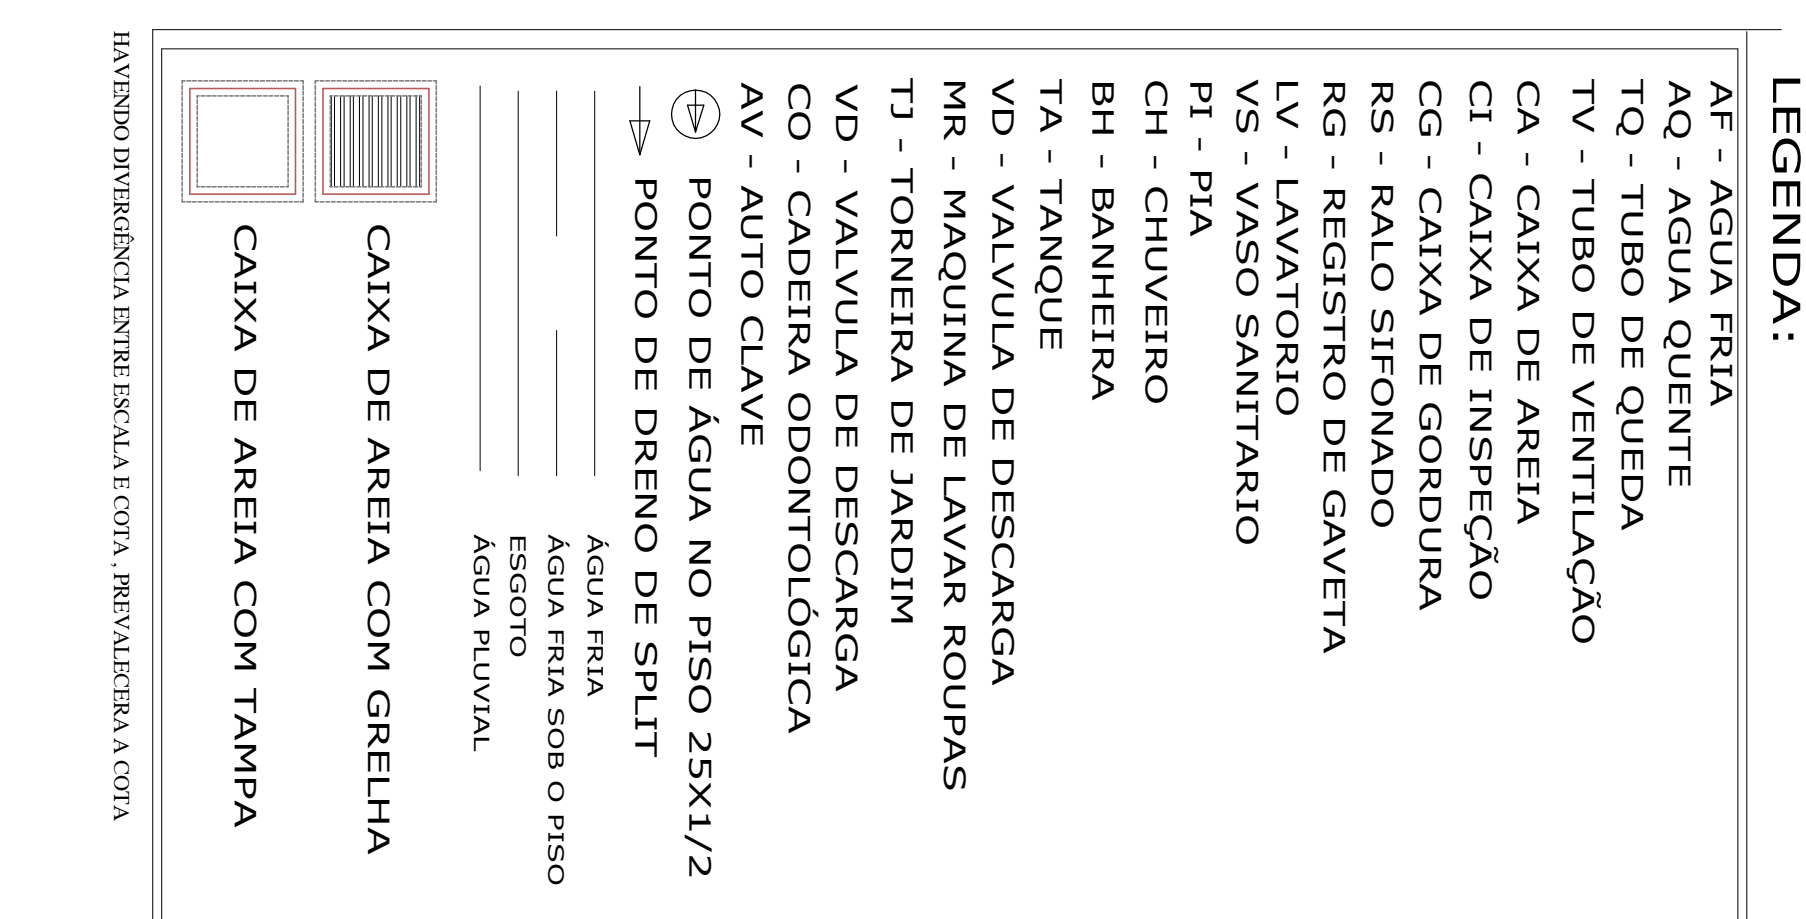 LEGENDA:
AF - AGUA FRIA
AQ - AGUA QUENTE
TQ - TUBO DE QUEDA
TV - TUBO DE VENTILAÇÃO
CA - CAIXA DE AREIA
CI - CAIXA DE INSPEÇÃO
CG - CAIXA DE GORDURA
RS - RALO SIFONADO
RG - REGISTRO DE GAVETA
LV - LAVATORIO
VS - VASO SANITARIO
PI - PIA
CH - CHUVEIRO
BH - BANHEIRA
TA - TANQUE
VD - VALVULA DE DESCARGA
MR - MAQUINA DE LAVAR ROUPAS
TJ - TORNEIRA DE JARDIM
VD - VALVULA DE DESCARGA
CO - CADEIRA ODONTOLÓGICA
AV - AUTO CLAVE
PONTO DE ÁGUA NO PISO 25X1/2
PONTO DE DRENO DE SPLIT
ÁGUA FRIA
ÁGUA FRIA SOB O PISO
ESGOTO
ÁGUA PLUVIAL
CAIXA DE AREIA COM GRELHA
CAIXA DE AREIA COM TAMPA
HAVENDO DIVERGÊNCIA ENTRE ESCALA E COTA , PREVALECERA A COTA